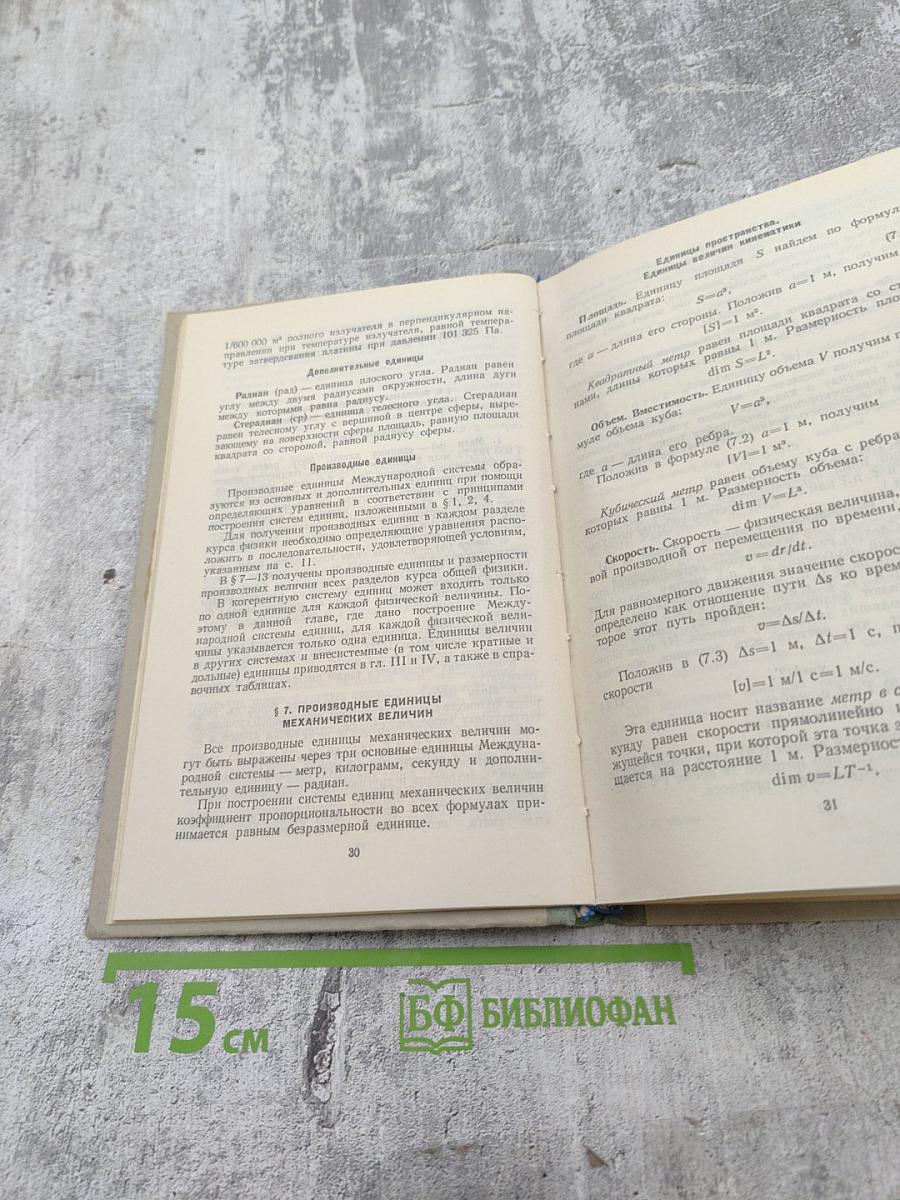 1/600 000 м² полного излучателя в перпендикулярном на-
правлении при температуре излучателя, равной темпера-
туре затвердевания платины при давлении 101 325 Па.
Дополнительные единицы
Радиан (рад) — единица плоского угла. Радиан равен
углу между двумя радиусами окружности, длина дуги
между которыми равна радиусу.
Стерадиан (ср) — единица телесного угла. Стерадиан
равен телесному углу с вершиной в центре сферы, выре-
зающему на поверхности сферы площадь, равную площади
квадрата со стороной, равной радиусу сферы.
Производные единицы
Производные единицы Международной системы обра-
зуются из основных и дополнительных единиц при помощи
определяющих уравнений в соответствии с принципами
построения систем единиц, изложенными в § 1, 2, 4.
Для получения производных единиц в каждом разделе
курса физики необходимо определяющие уравнения распо-
ложить в последовательности, удовлетворяющей условиям,
указанным на с. 11.
В § 7—13 получены производные единицы и размерности
производных величин всех разделов курса общей физики.
В когерентную систему единиц может входить только
по одной единице для каждой физической величины. По-
этому в данной главе, где дано построение Между-
народной системы единиц, для каждой физической вели-
чины указывается только одна единица. Единицы величин
в других системах и внесистемные (в том числе кратные и
дольные) единицы приводятся в гл. III и IV, а также в спра-
вочных таблицах.
§ 7. ПРОИЗВОДНЫЕ ЕДИНИЦЫ
МЕХАНИЧЕСКИХ ВЕЛИЧИН
Все производные единицы механических величин мо-
гут быть выражены через три основные единицы Междуна-
родной системы — метр, килограмм, секунду и дополни-
тельную единицу — радиан.
При построении системы единиц механических величин
коэффициент пропорциональности во всех формулах при-
нимается равным безразмерной единице.
30
Единицы пространства.
Единицы величин кинематики
Площадь. Единицу площади S найдем по
площади квадрата:
S=a²,
где a — длина его стороны. Положив a=1 м, получим
[S]=1 м².
Квадратный метр равен площади квадрата со
нами, длины которых равны 1 м. Размерность
dim S=L².
Объем. Вместимость. Единицу объема V получим
муле объема куба:
V=a³,
где a — длина его ребра.
Положив в формуле (7.2) a=1 м, получим
[V]=1 м³.
Кубический метр равен объему куба с
которых равны 1 м. Размерность объема:
dim V=L³.
Скорость. Скорость — физическая величина,
вой производной от перемещения по времени,
v=dr/dt.
Для равномерного движения значение
определено как отношение пути Δs ко
торое этот путь пройден:
v=Δs/Δt.
Положив в (7.3) Δs=1 м, Δt=1 с,
скорости
[v]=1 м/1 с=1 м/с.
Эта единица носит название метр в
кунду равен скорости прямолинейно и
жущейся точки, при которой эта точка
щается на расстояние 1 м.
dim v=LT⁻¹.
31
15 см
БФ БИБЛИОФАН